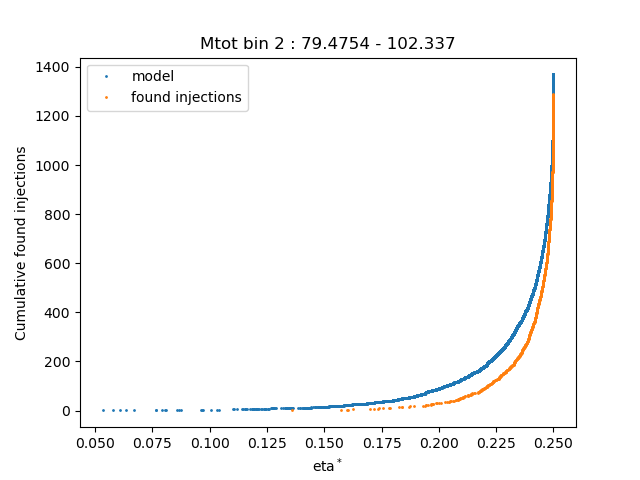 Mtot bin 2 : 79.4754 - 102.337
model
found injections
Cumulative found injections
1400
1200
1000
800
600
400
200
0
0.050 0.075 0.100 0.125 0.150 0.175 0.200 0.225 0.250
eta*